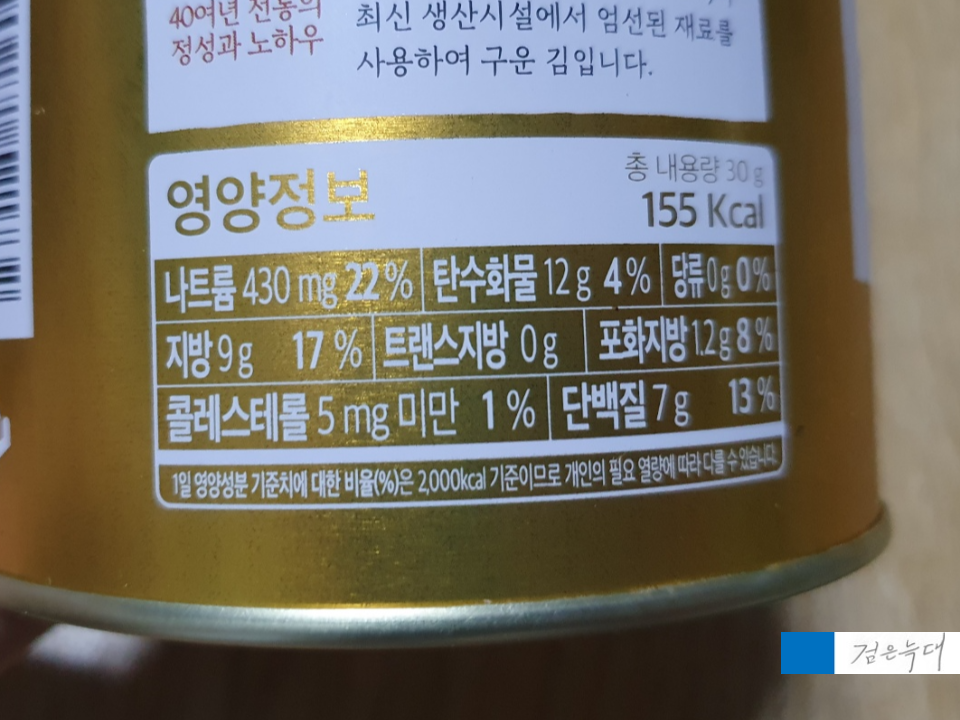 40여년 전통의
정성과 노하우
최신 생산시설에서 엄선된 재료를
사용하여 구운 김입니다.
영양정보
총 내용량 30 g
155 Kcal
나트륨 430 mg 22 % 탄수화물 12 g 4 % 당류 0 g 0 %
지방 9 g 17 % 트랜스지방 0 g 포화지방 1.2 g 8 %
콜레스테롤 5 mg 미만 1 % 단백질 7 g 13 %
1일 영양성분 기준치에 대한 비율(%)은 2,000kcal 기준이므로 개인의 필요 열량에 따라 다를 수 있습니다.
검은늑대